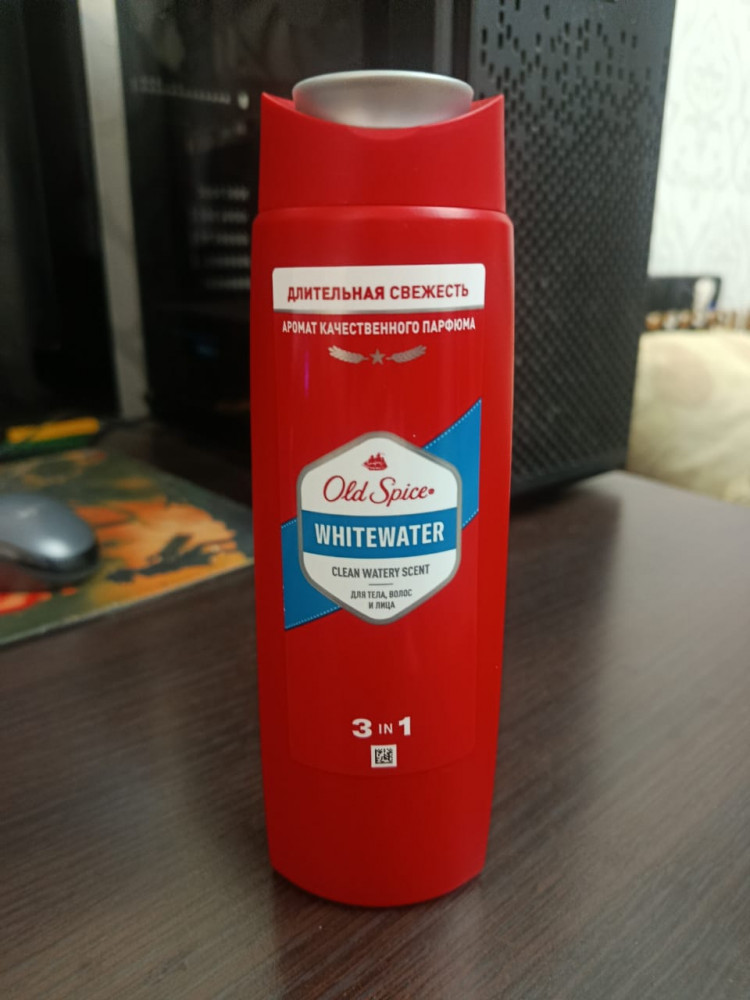 ДЛИТЕЛЬНАЯ СВЕЖЕСТЬ
АРОМАТ КАЧЕСТВЕННОГО ПАРФЮМА
Old Spice
WHITEWATER
CLEAN WATERY SCENT
ДЛЯ ТЕЛА, ВОЛОС
И ЛИЦА
3 IN 1